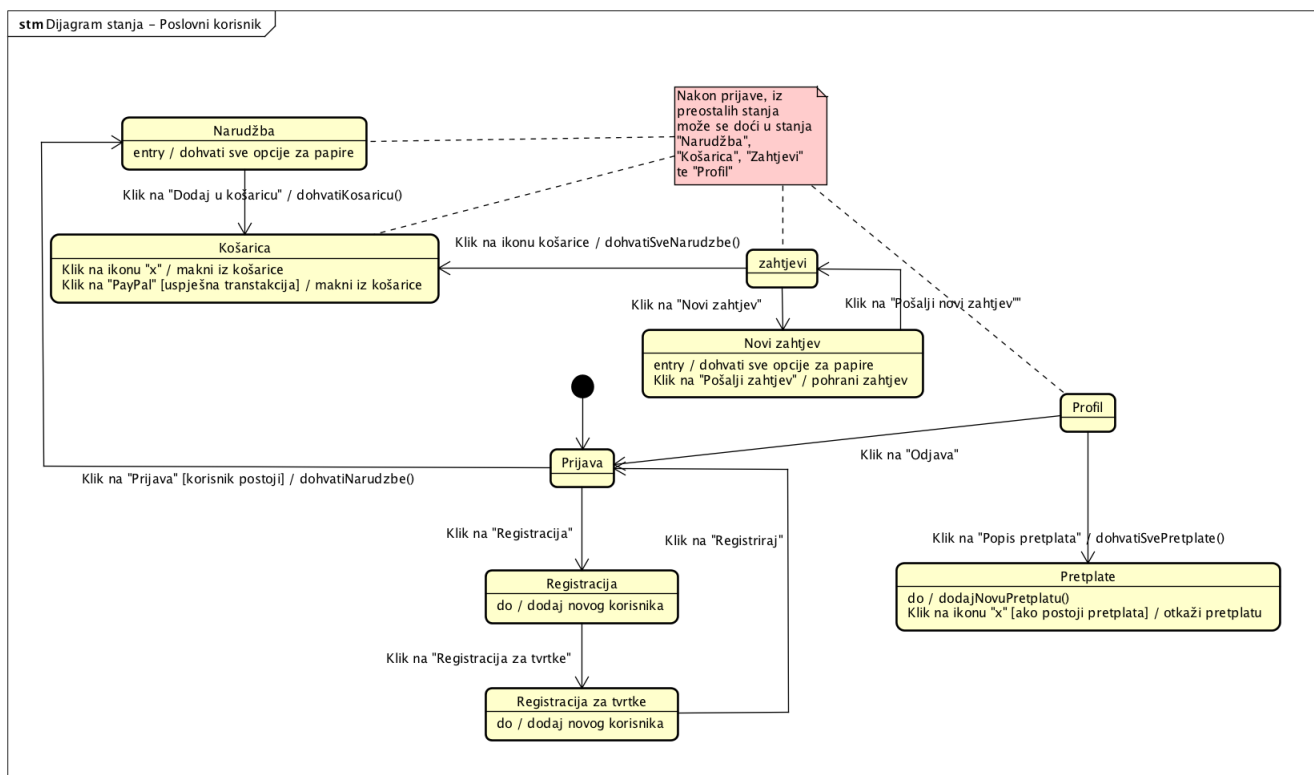 stm Dijagram stanja - Poslovni korisnik
Nakon prijave, iz
preostalih stanja
može se doći u stanja
"Narudžba",
"Košarica", "Zahtjevi"
te "Profil"
Narudžba
entry / dohvati sve opcije za papire
Klik na "Dodaj u košaricu" / dohvatiKosaricu()
Košarica
Klik na ikonu "x" / makni iz košarice
Klik na "PayPal" [uspješna transtakcija] / makni iz košarice
Klik na ikonu košarice / dohvatiSveNarudzbe()
zahtjevi
Klik na "Novi zahtjev"
Klik na "Pošalji novi zahtjev""
Novi zahtjev
entry / dohvati sve opcije za papire
Klik na "Pošalji zahtjev" / pohrani zahtjev
Profil
Klik na "Odjava"
Prijava
Klik na "Prijava" [korisnik postoji] / dohvatiNarudzbe()
Klik na "Registracija"
Klik na "Registriraj"
Klik na "Popis pretplata" / dohvatiSvePretplate()
Pretplate
do / dodajNovuPretplatu()
Klik na ikonu "x" [ako postoji pretplata] / otkaži pretplatu
Registracija
do / dodaj novog korisnika
Klik na "Registracija za tvrtke"
Registracija za tvrtke
do / dodaj novog korisnika